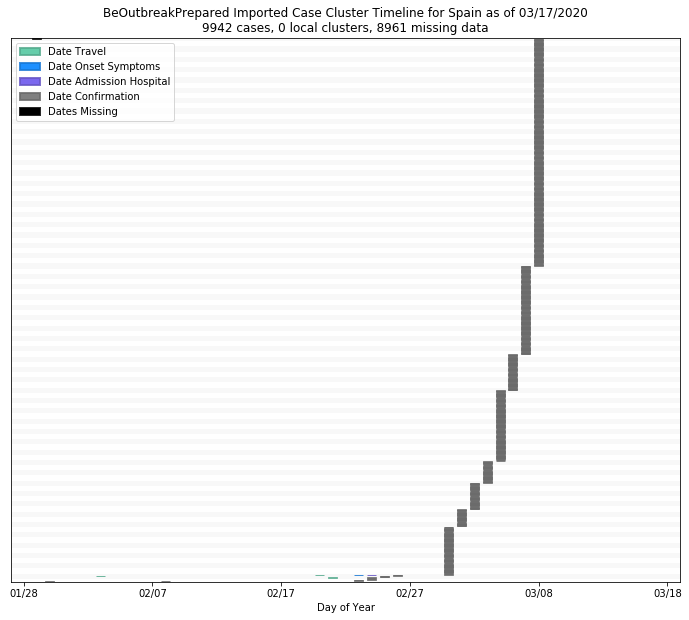 BeOutbreakPrepared Imported Case Cluster Timeline for Spain as of 03/17/2020
9942 cases, 0 local clusters, 8961 missing data
Date Travel
Date Onset Symptoms
Date Admission Hospital
Date Confirmation
Dates Missing
01/28 02/07 02/17 02/27 03/08 03/18
Day of Year